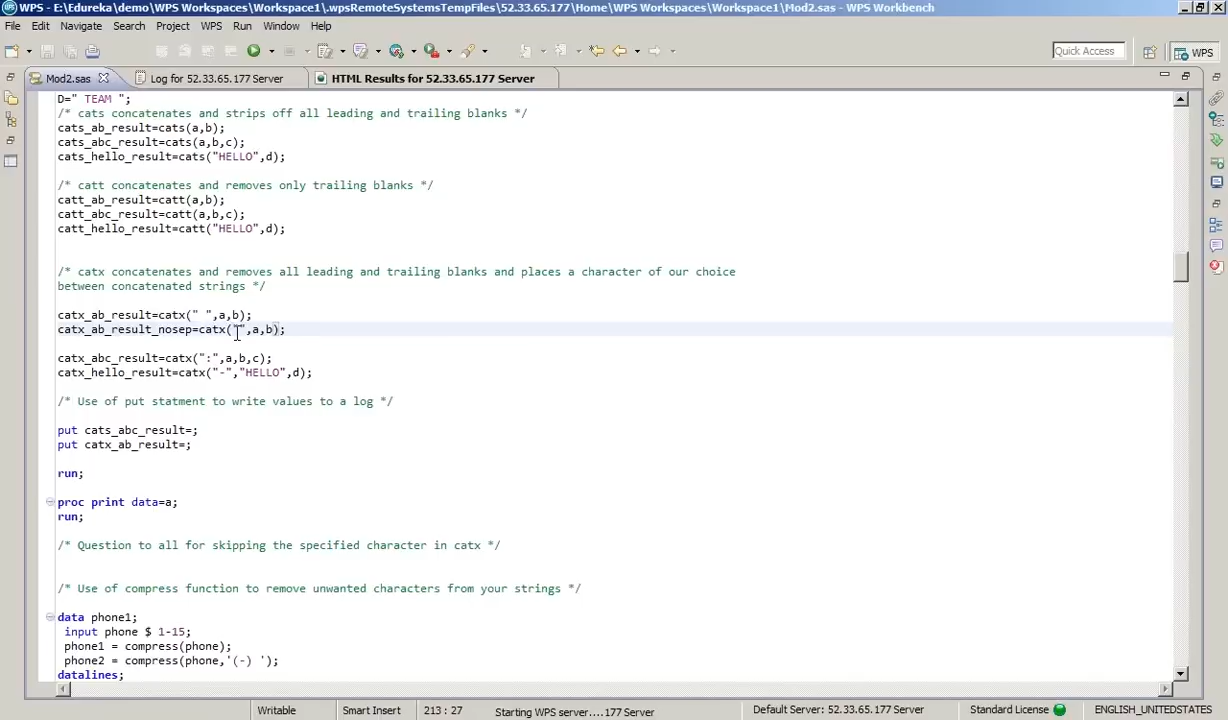 WPS - E:\Edureka\demo\WPS Workspaces\Workspace1\.wpsRemoteSystemsTempFiles\52.33.65.177\Home\WPS Workspaces\Workspace1\Mod2.sas - WPS Workbench
File Edit Navigate Search Project WPS Run Window Help
Quick Access WPS
Mod2.sas Log for 52.33.65.177 Server HTML Results for 52.33.65.177 Server
D=" TEAM ";
/* cats concatenates and strips off all leading and trailing blanks */
cats_ab_result=cats(a,b);
cats_abc_result=cats(a,b,c);
cats_hello_result=cats("HELLO",d);
/* catt concatenates and removes only trailing blanks */
catt_ab_result=catt(a,b);
catt_abc_result=catt(a,b,c);
catt_hello_result=catt("HELLO",d);
/* catx concatenates and removes all leading and trailing blanks and places a character of our choice
between concatenated strings */
catx_ab_result=catx(" ",a,b);
catx_ab_result_nosep=catx("",a,b);
catx_abc_result=catx(":",a,b,c);
catx_hello_result=catx("-","HELLO",d);
/* Use of put statment to write values to a log */
put cats_abc_result=;
put catx_ab_result=;
run;
proc print data=a;
run;
/* Question to all for skipping the specified character in catx */
/* Use of compress function to remove unwanted characters from your strings */
data phone1;
input phone $ 1-15;
phone1 = compress(phone);
phone2 = compress(phone,'(-) ');
datalines;
Writable Smart Insert 213 : 27 Starting WPS server....177 Server Default Server: 52.33.65.177 Server Standard License ENGLISH_UNITEDSTATES